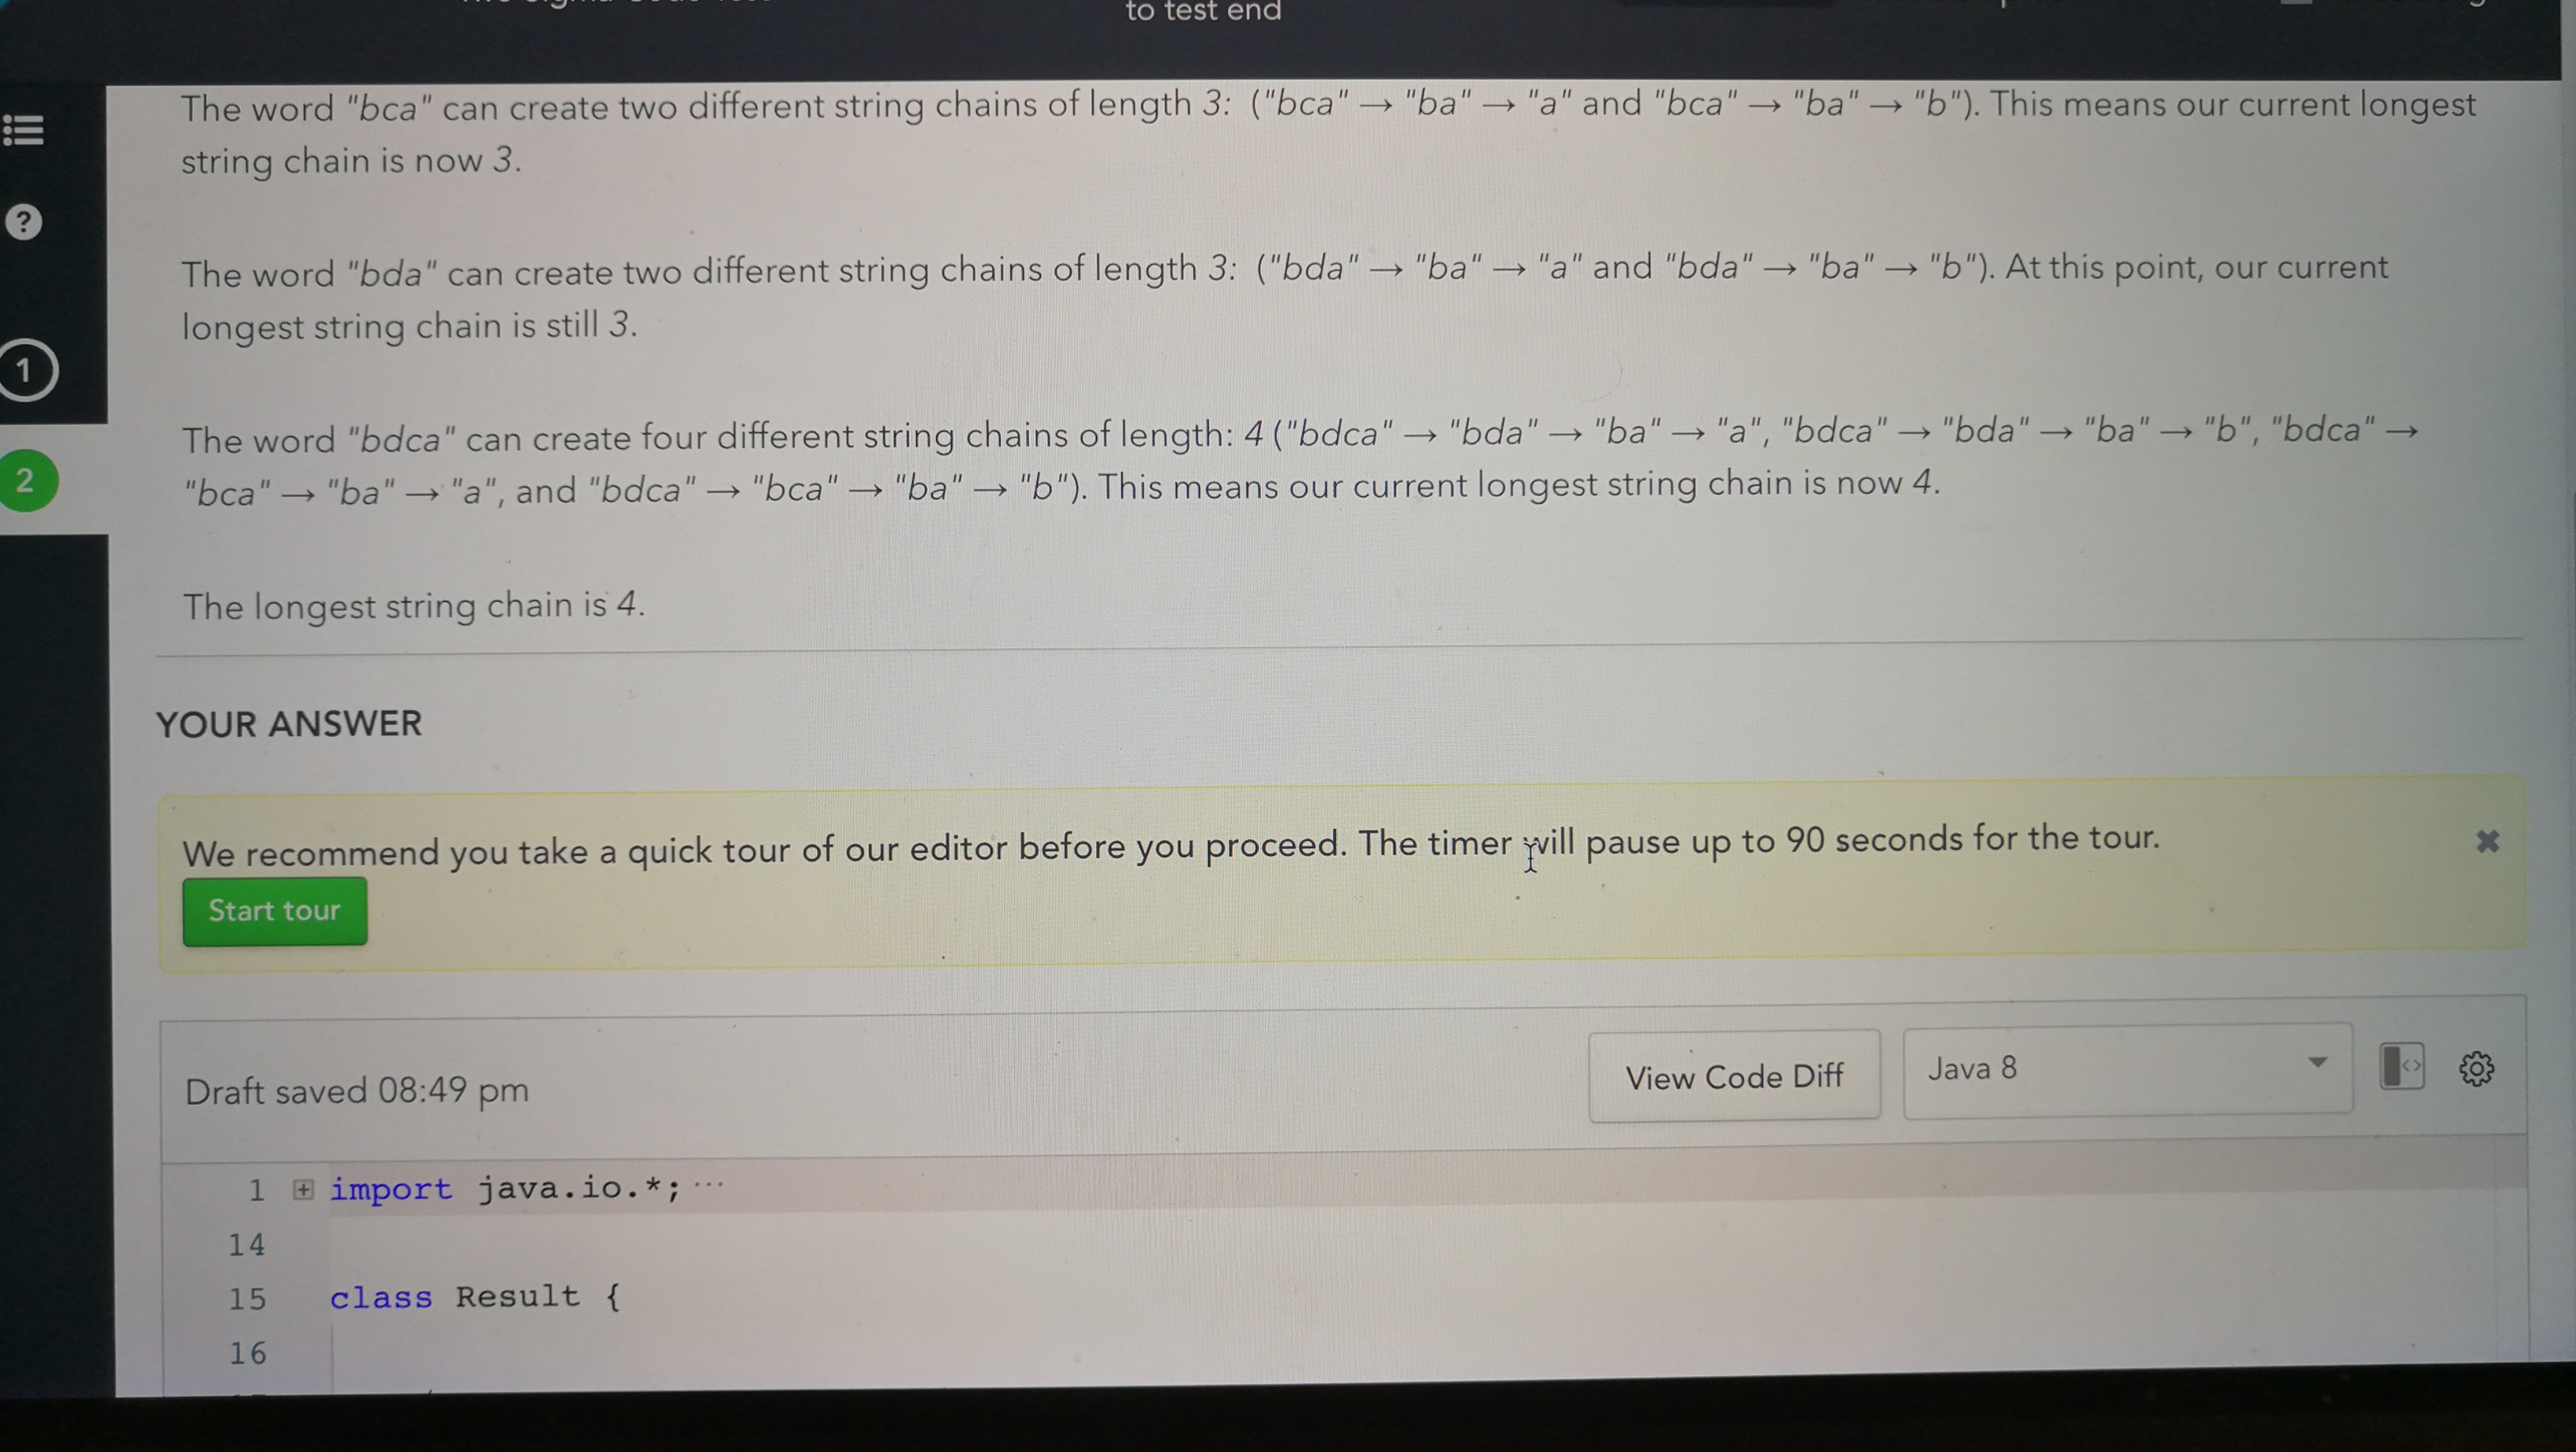 to test end
The word "bca" can create two different string chains of length 3: ("bca" → "ba" → "a" and "bca" → "ba" → "b"). This means our current longest
string chain is now 3.
?
The word "bda" can create two different string chains of length 3: ("bda" → "ba" → "a" and "bda" → "ba" → "b"). At this point, our current
longest string chain is still 3.
1
The word "bdca" can create four different string chains of length: 4 ("bdca" → "bda" → "ba" → "a", "bdca" → "bda" → "ba" → "b", "bdca" →
2
"bca" → "ba" → "a", and "bdca" → "bca" → "ba" → "b"). This means our current longest string chain is now 4.
The longest string chain is 4.
YOUR ANSWER
We recommend you take a quick tour of our editor before you proceed. The timer will pause up to 90 seconds for the tour.
Start tour
Draft saved 08:49 pm
View Code Diff
Java 8
1 import java.io.*; ...
14
15 class Result {
16